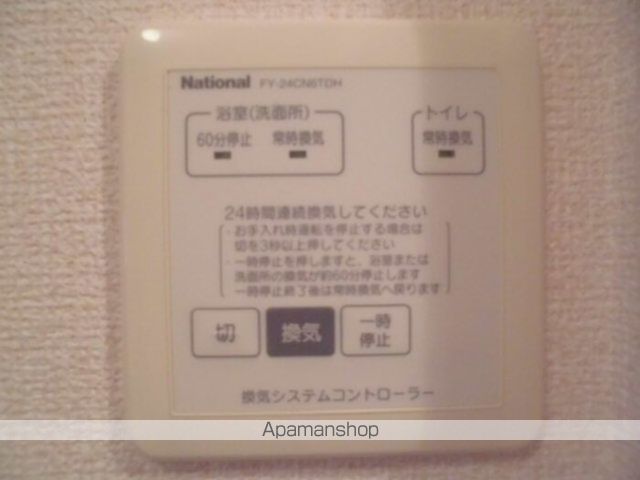 National FY-24CN6TDH
浴室(洗面所)
60分停止 常時換気
トイレ
常時換気
24時間連続換気してください
・お手入れ時運転を停止する場合は
切を3秒以上押してください
・一時停止を押しますと、浴室または
洗面所の換気が約60分停止します
一時停止終了後は常時換気へ戻ります
切
換気
一時
停止
換気システムコントローラー
Apamanshop